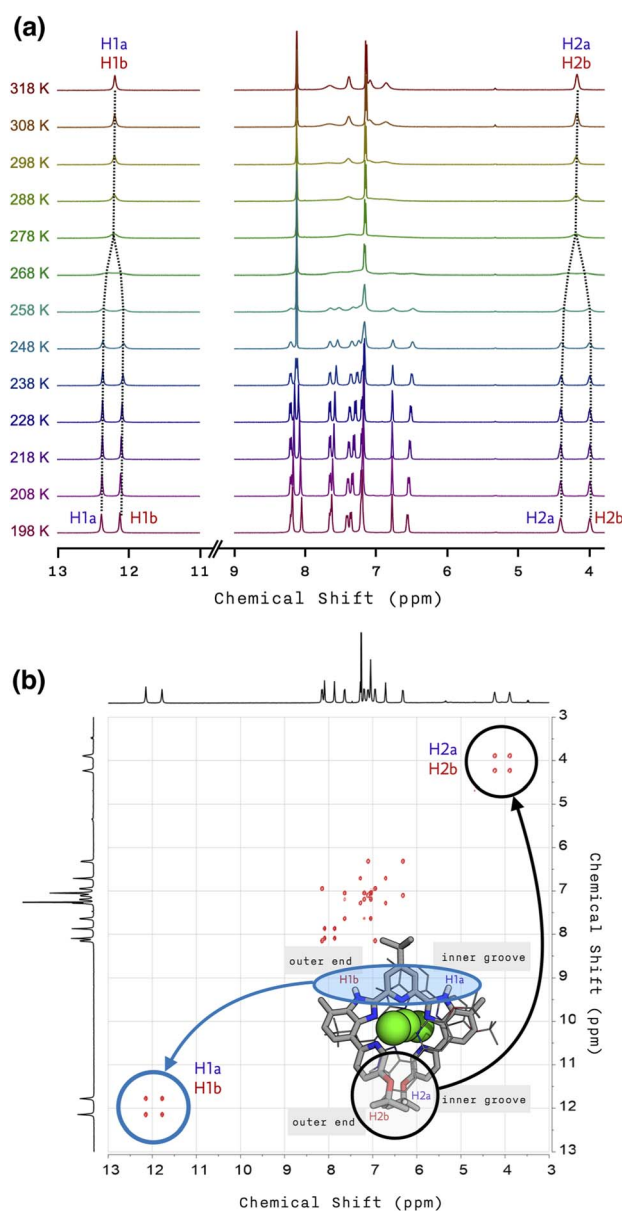 (a)
H1a
H1b
H2a
H2b
318 K
308 K
298 K
288 K
278 K
268 K
258 K
248 K
238 K
228 K
218 K
208 K
198 K
H1a
H1b
H2a
H2b
13
12
11
9
8
7
6
5
4
Chemical Shift (ppm)
(b)
H2a
H2b
3
4
5
6
7
8
9
10
11
12
13
Chemical Shift (ppm)
outer end
inner groove
H1b
H1a
H1a
H1b
H2a
H2b
outer end
inner groove
13 12 11 10 9 8 7 6 5 4 3
Chemical Shift (ppm)